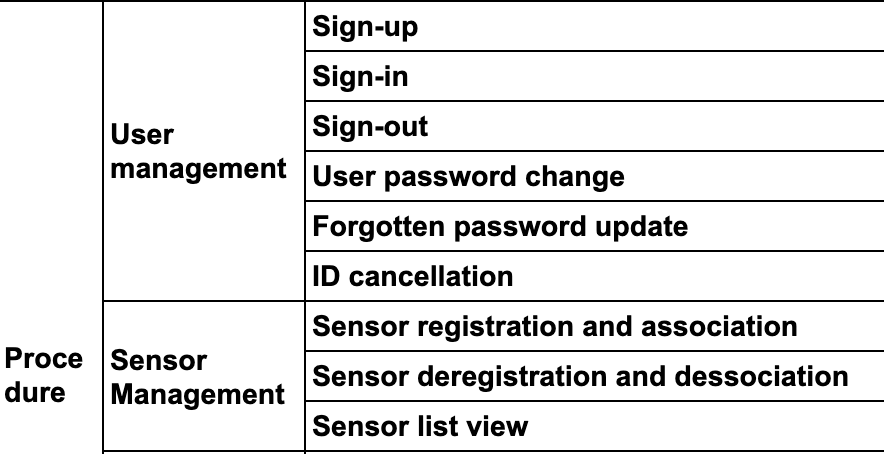 Sign-up
Sign-in
Sign-out
User
management
User password change
Forgotten password update
ID cancellation
Sensor registration and association
Proce
dure
Sensor
Management
Sensor deregistration and dessociation
Sensor list view